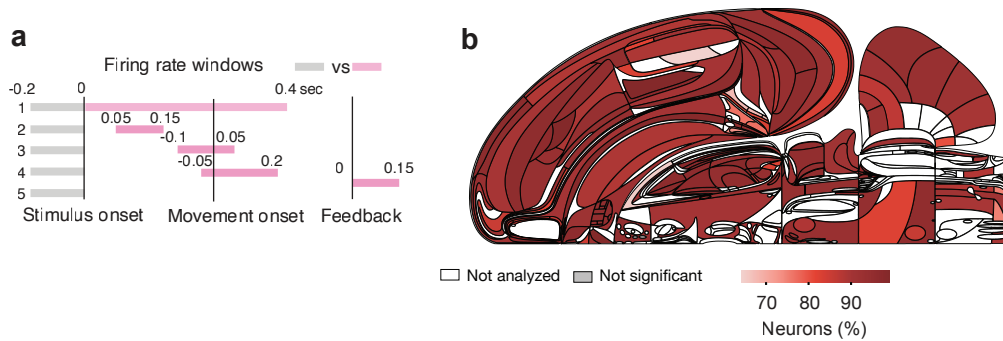 a
Firing rate windows
vs
-0.2
0
0.4 sec
1
0.05
0.15
2
-0.1
0.05
3
-0.05
0.2
4
0
0.15
5
Stimulus onset
Movement onset
Feedback
b
Not analyzed
Not significant
70
80
90
Neurons (%)